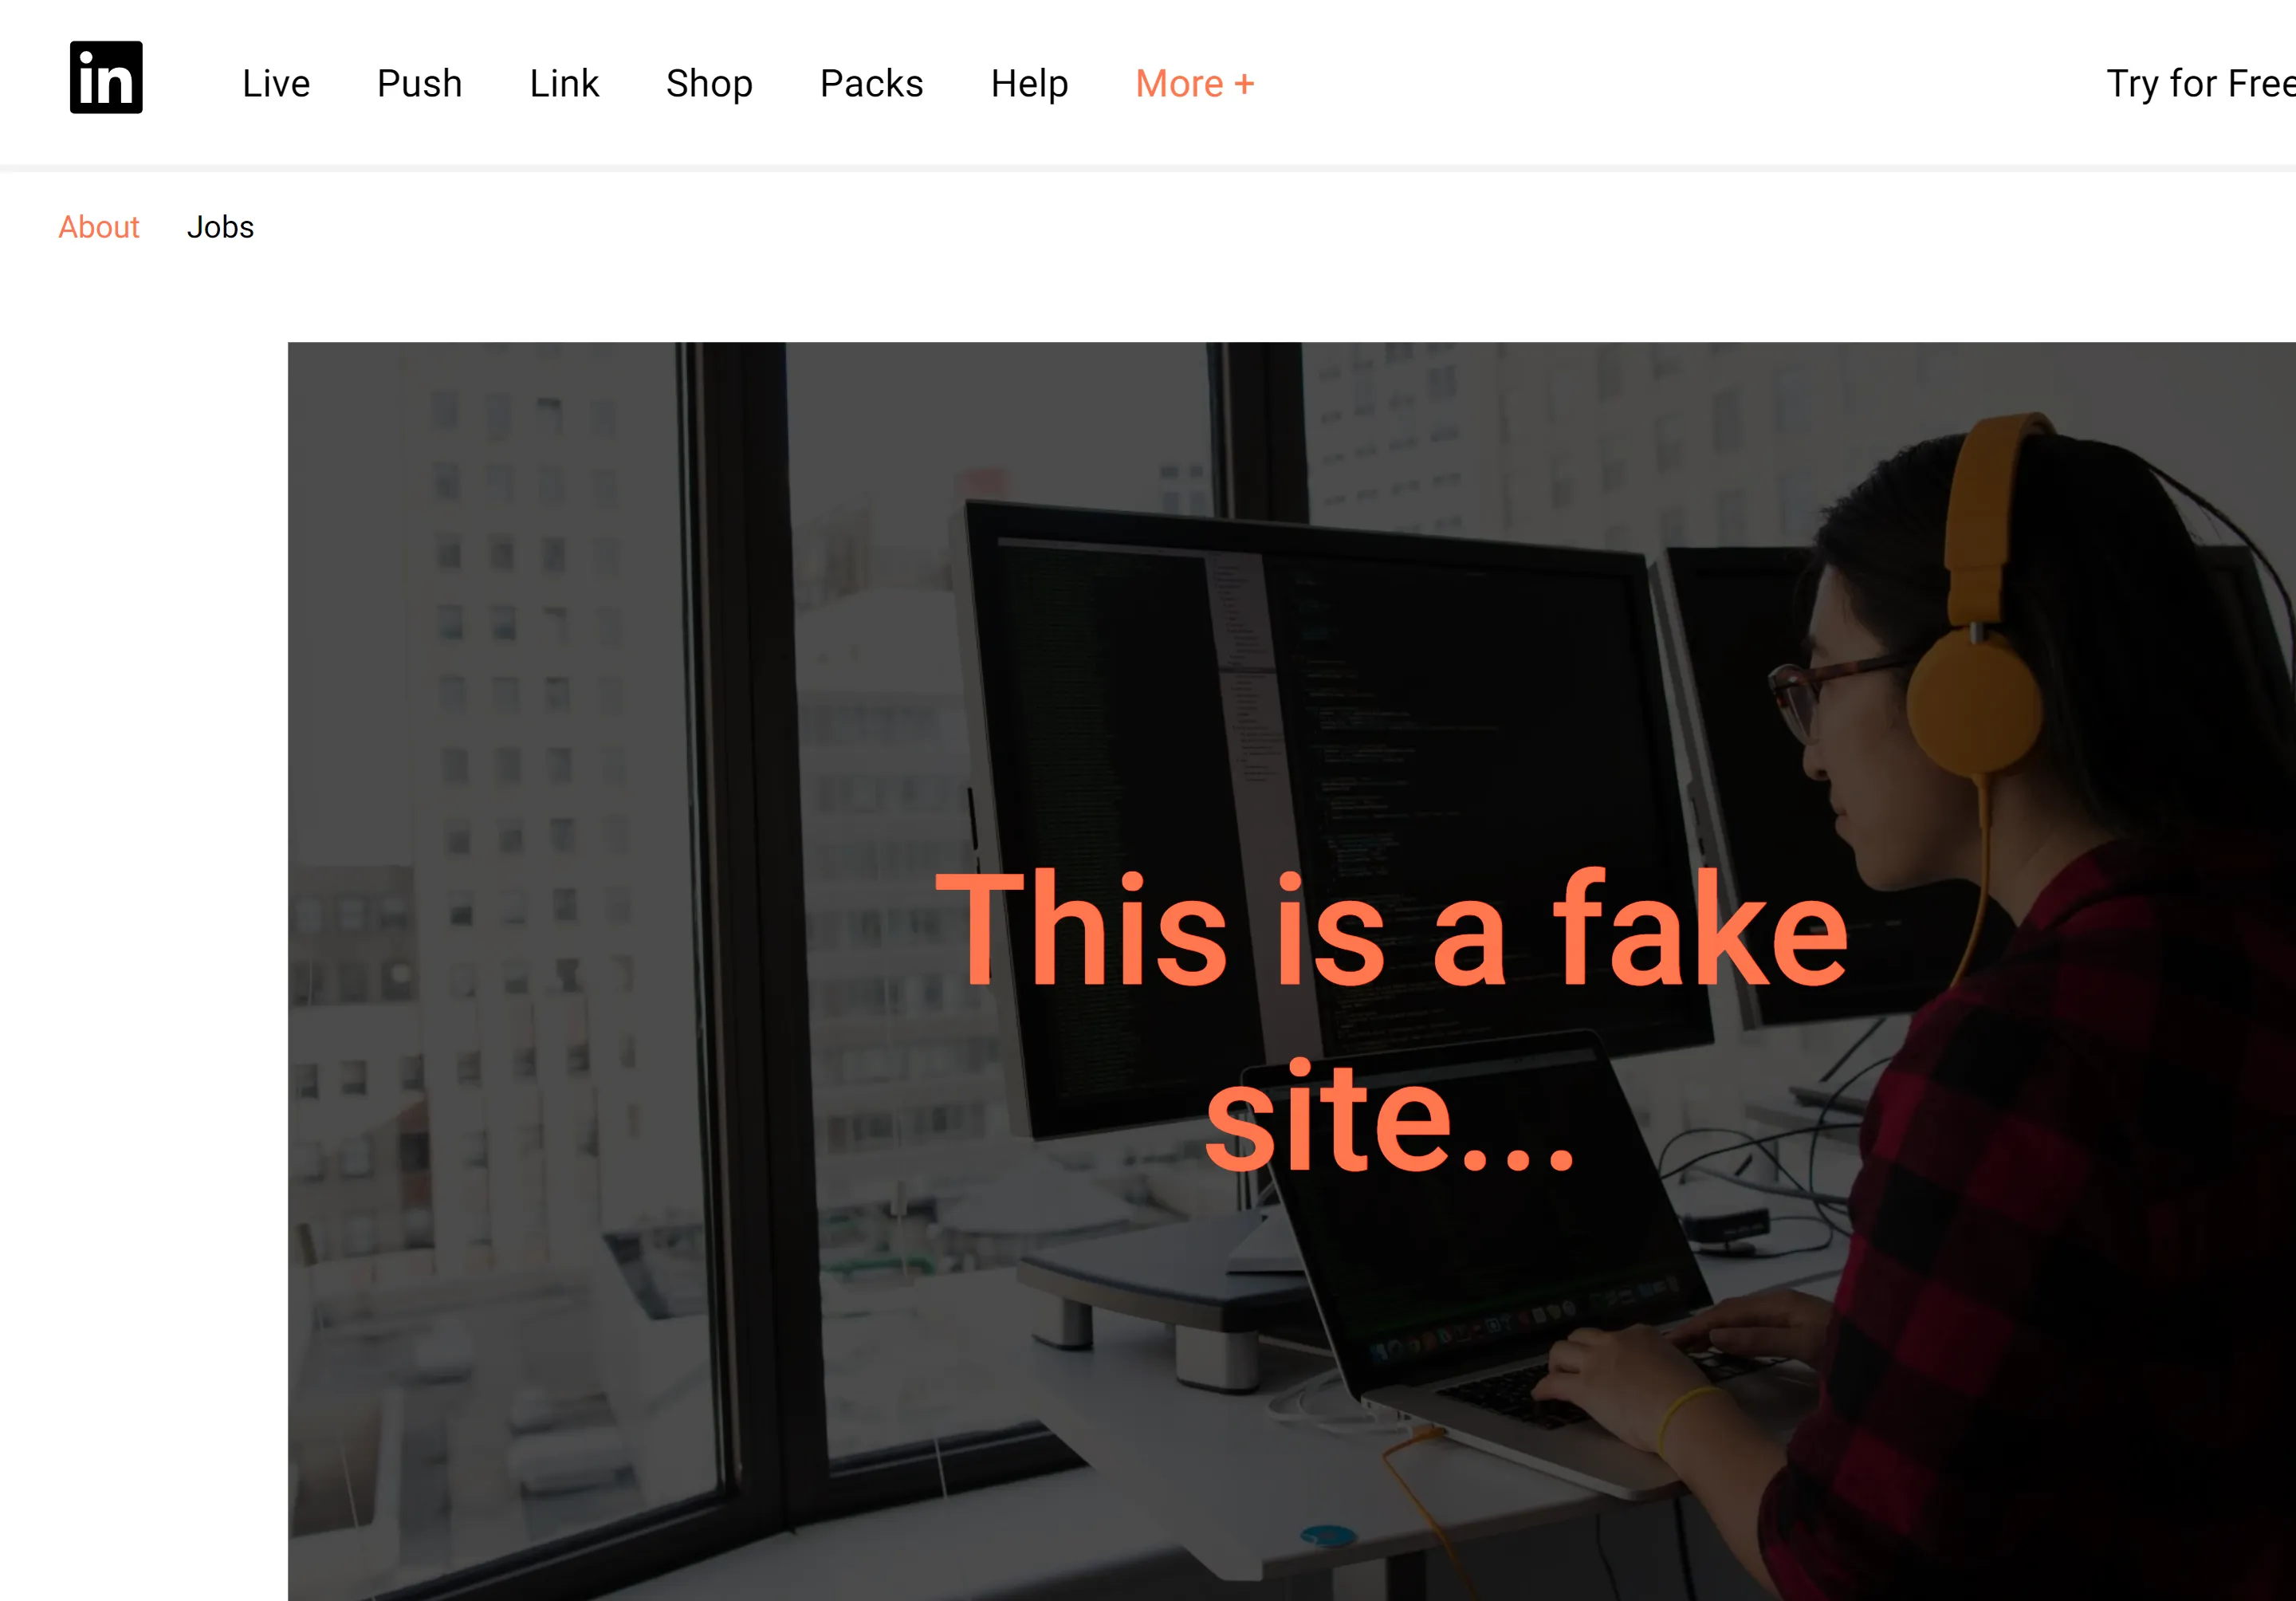 in
Live Push Link Shop Packs Help More + Try for Free
About Jobs
This is a fake
site...